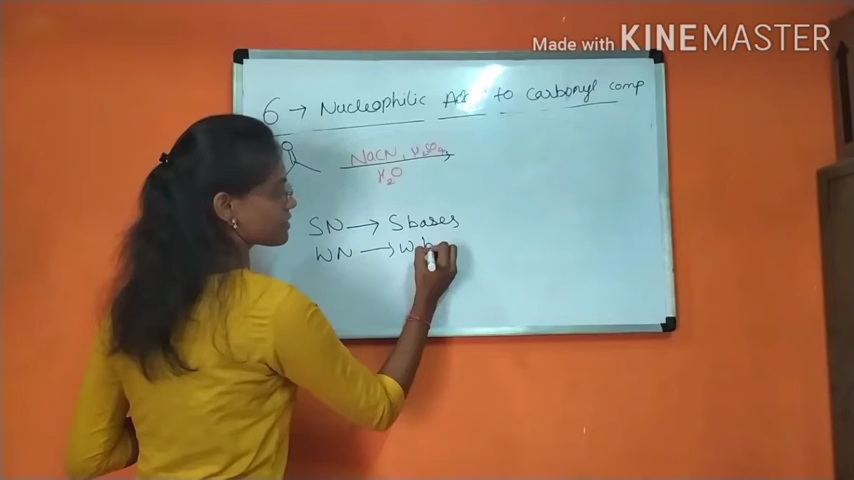 Made with KINEMASTER
6 → Nucleophilic Add to Carbonyl comp
O
NaCN, H2SO4
H2O
SN → S bases
WN → W b